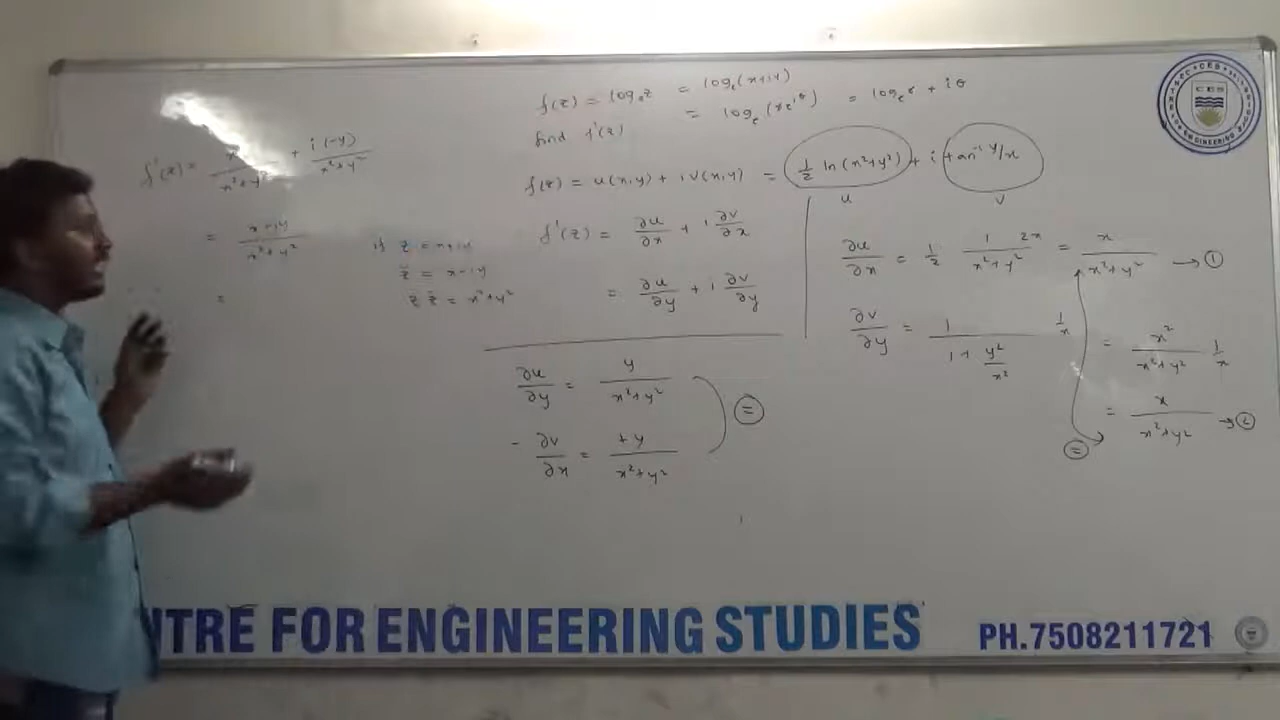 f(z) = log_e z = log_e(x+iy)
= log_e(re^{iθ}) = log_e r + iθ
find f'(z)
f(z) = u(x,y) + i v(x,y) = 1/2 ln(x²+y²) + i tan⁻¹ y/x
u v
f'(z) = ∂u/∂x + i ∂v/∂x
= ∂u/∂y + i ∂v/∂y
∂u/∂x = 1/2 1/(x²+y²) 2x = x/(x²+y²) → ①
∂v/∂y = 1/(1+y²/x²) 1/x
= x²/(x²+y²) 1/x
= x/(x²+y²) → ②
=
∂u/∂y = y/(x²+y²)
- ∂v/∂x = +y/(x²+y²)
=
f'(z) = x/(x²+y²) + i(-y)/(x²+y²)
= x-iy/(x²+y²)
=
if z = x+iy
z̄ = x-iy
z z̄ = x²+y²
CES
ENGINEERING
NTRE FOR ENGINEERING STUDIES
PH.7508211721